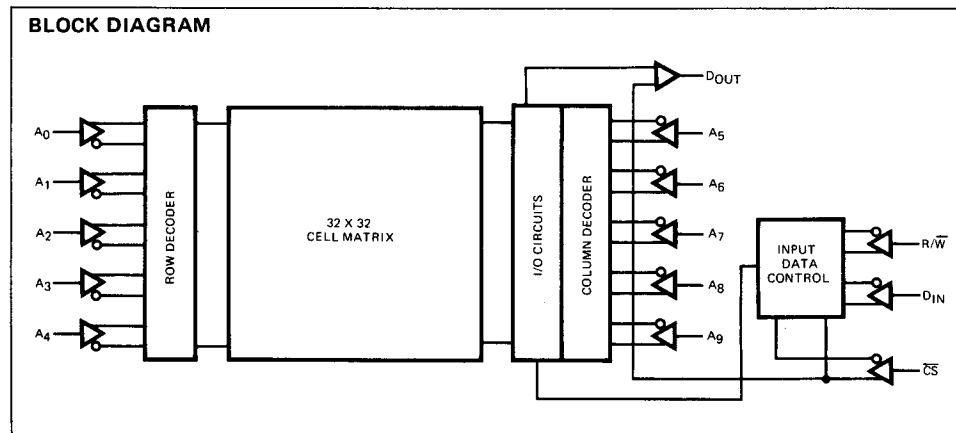 BLOCK DIAGRAM
DOUT
A0
A1
A2
A3
A4
ROW DECODER
32 X 32
CELL MATRIX
I/O CIRCUITS
COLUMN DECODER
A5
A6
A7
A8
A9
INPUT
DATA
CONTROL
R/W̅
DIN
C̅S̅